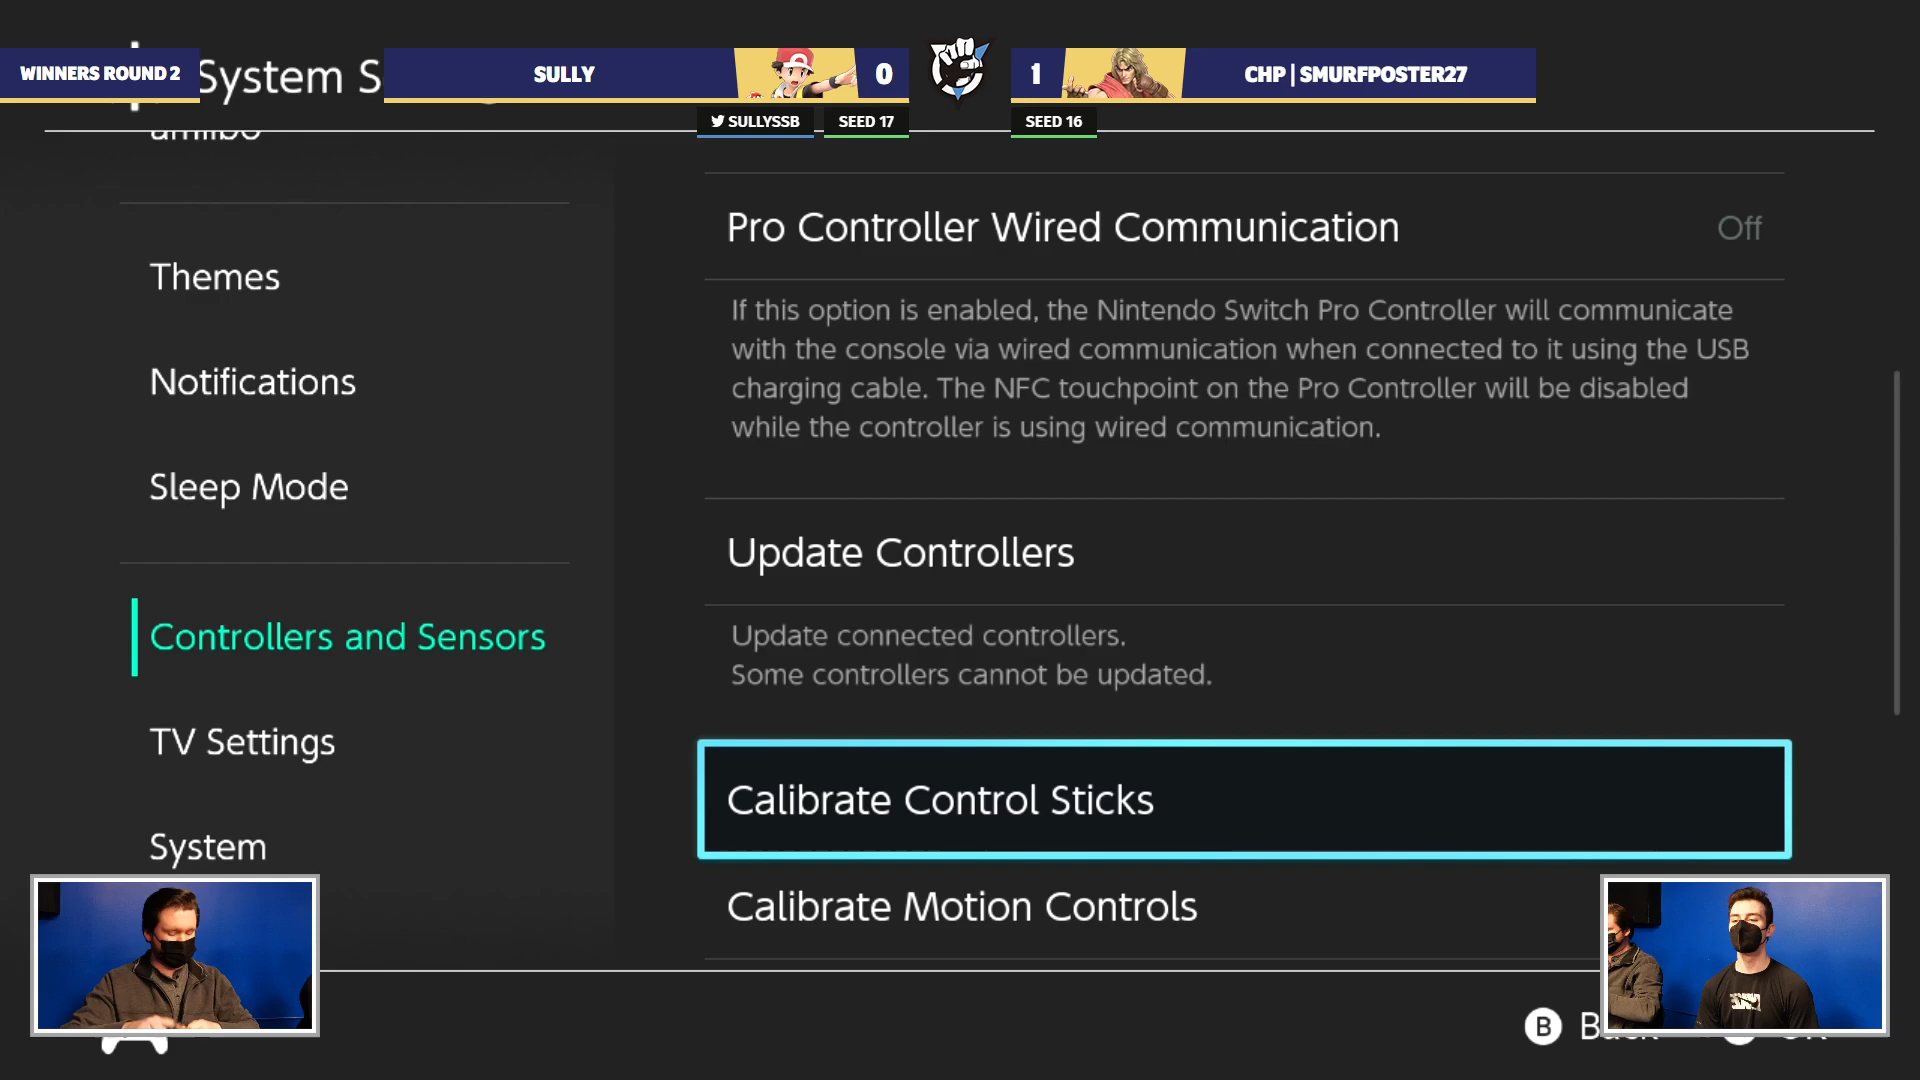 WINNERS ROUND 2
System S
SULLY
0
1
CHP | SMURFPOSTER27
SULLYSSB
SEED 17
SEED 16
amiibo
Themes
Notifications
Sleep Mode
Controllers and Sensors
TV Settings
System
Pro Controller Wired Communication
Off
If this option is enabled, the Nintendo Switch Pro Controller will communicate
with the console via wired communication when connected to it using the USB
charging cable. The NFC touchpoint on the Pro Controller will be disabled
while the controller is using wired communication.
Update Controllers
Update connected controllers.
Some controllers cannot be updated.
Calibrate Control Sticks
Calibrate Motion Controls
B Back
OK